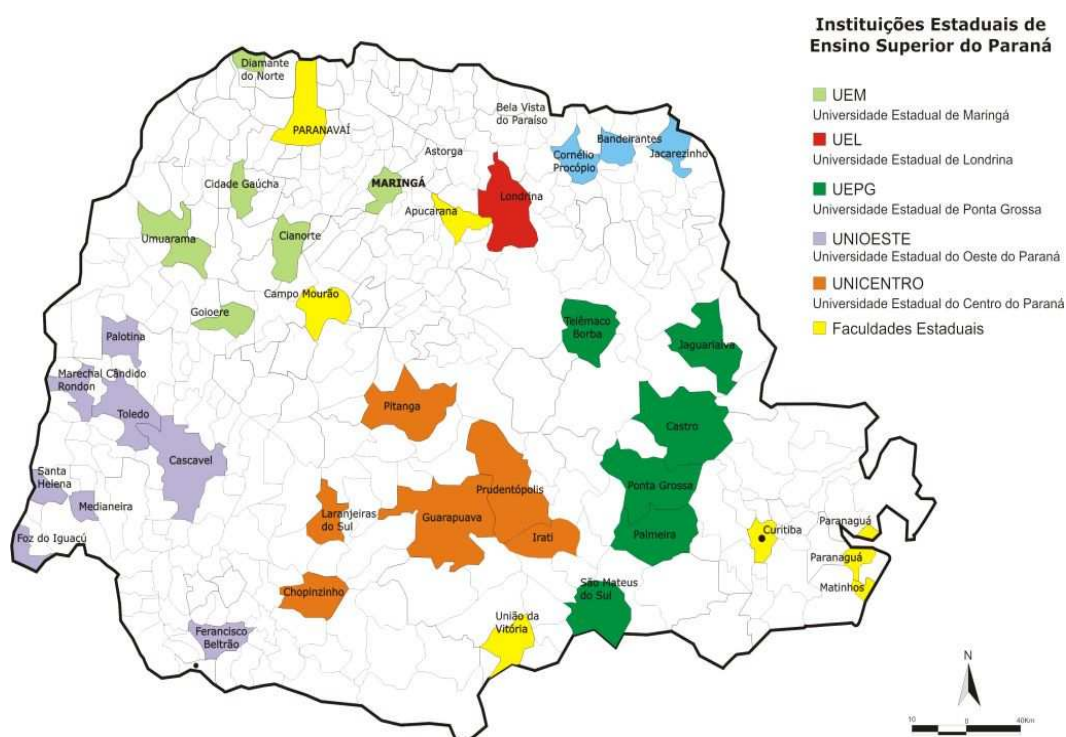 Instituições Estaduais de
Ensino Superior do Paraná
UEM
Universidade Estadual de Maringá
UEL
Universidade Estadual de Londrina
UEPG
Universidade Estadual de Ponta Grossa
UNIOESTE
Universidade Estadual do Oeste do Paraná
UNICENTRO
Universidade Estadual do Centro do Paraná
Faculdades Estaduais
Diamante
do Norte
PARANAVAÍ
Bela Vista
do Paraíso
Bandeirantes
Cornélio
Procópio
Jacarezinho
Astorga
Cidade Gaúcha
MARINGÁ
Londrina
Apucarana
Umuarama
Cianorte
Campo Mourão
Goioere
Telêmaco
Borba
Jaguariaiva
Palotina
Marechal Cândido
Rondon
Toledo
Pitanga
Castro
Cascavel
Santa
Helena
Medianeira
Prudentópolis
Ponta Grossa
Laranjeiras
do Sul
Guarapuava
Irati
Palmeira
Curitiba
Paranaguá
Foz do Iguaçú
Paranaguá
Matinhos
Chopinzinho
São Mateus
do Sul
União da
Vitória
Ferancisco
Beltrão
N
10 0 40Km